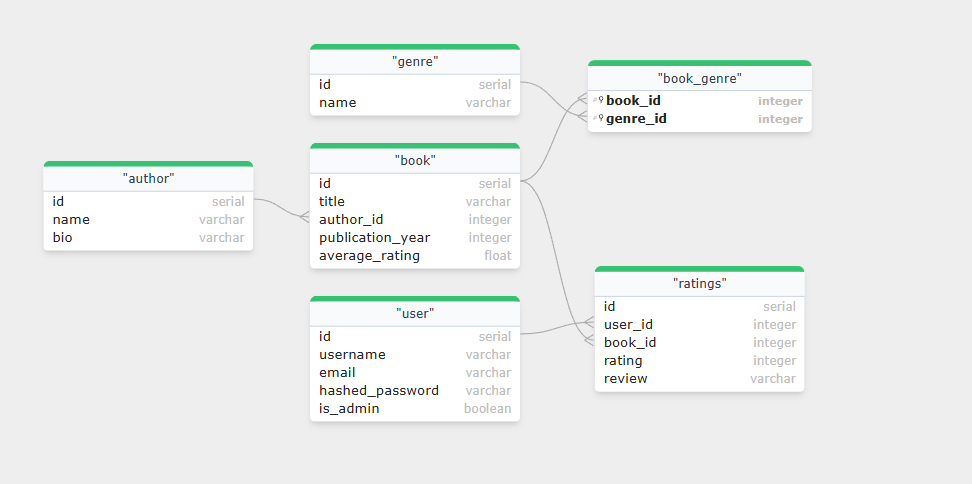 "genre"
id serial
name varchar
"book_genre"
book_id integer
genre_id integer
"book"
id serial
title varchar
author_id integer
publication_year integer
average_rating float
"author"
id serial
name varchar
bio varchar
"ratings"
id serial
user_id integer
book_id integer
rating integer
review varchar
"user"
id serial
username varchar
email varchar
hashed_password varchar
is_admin boolean